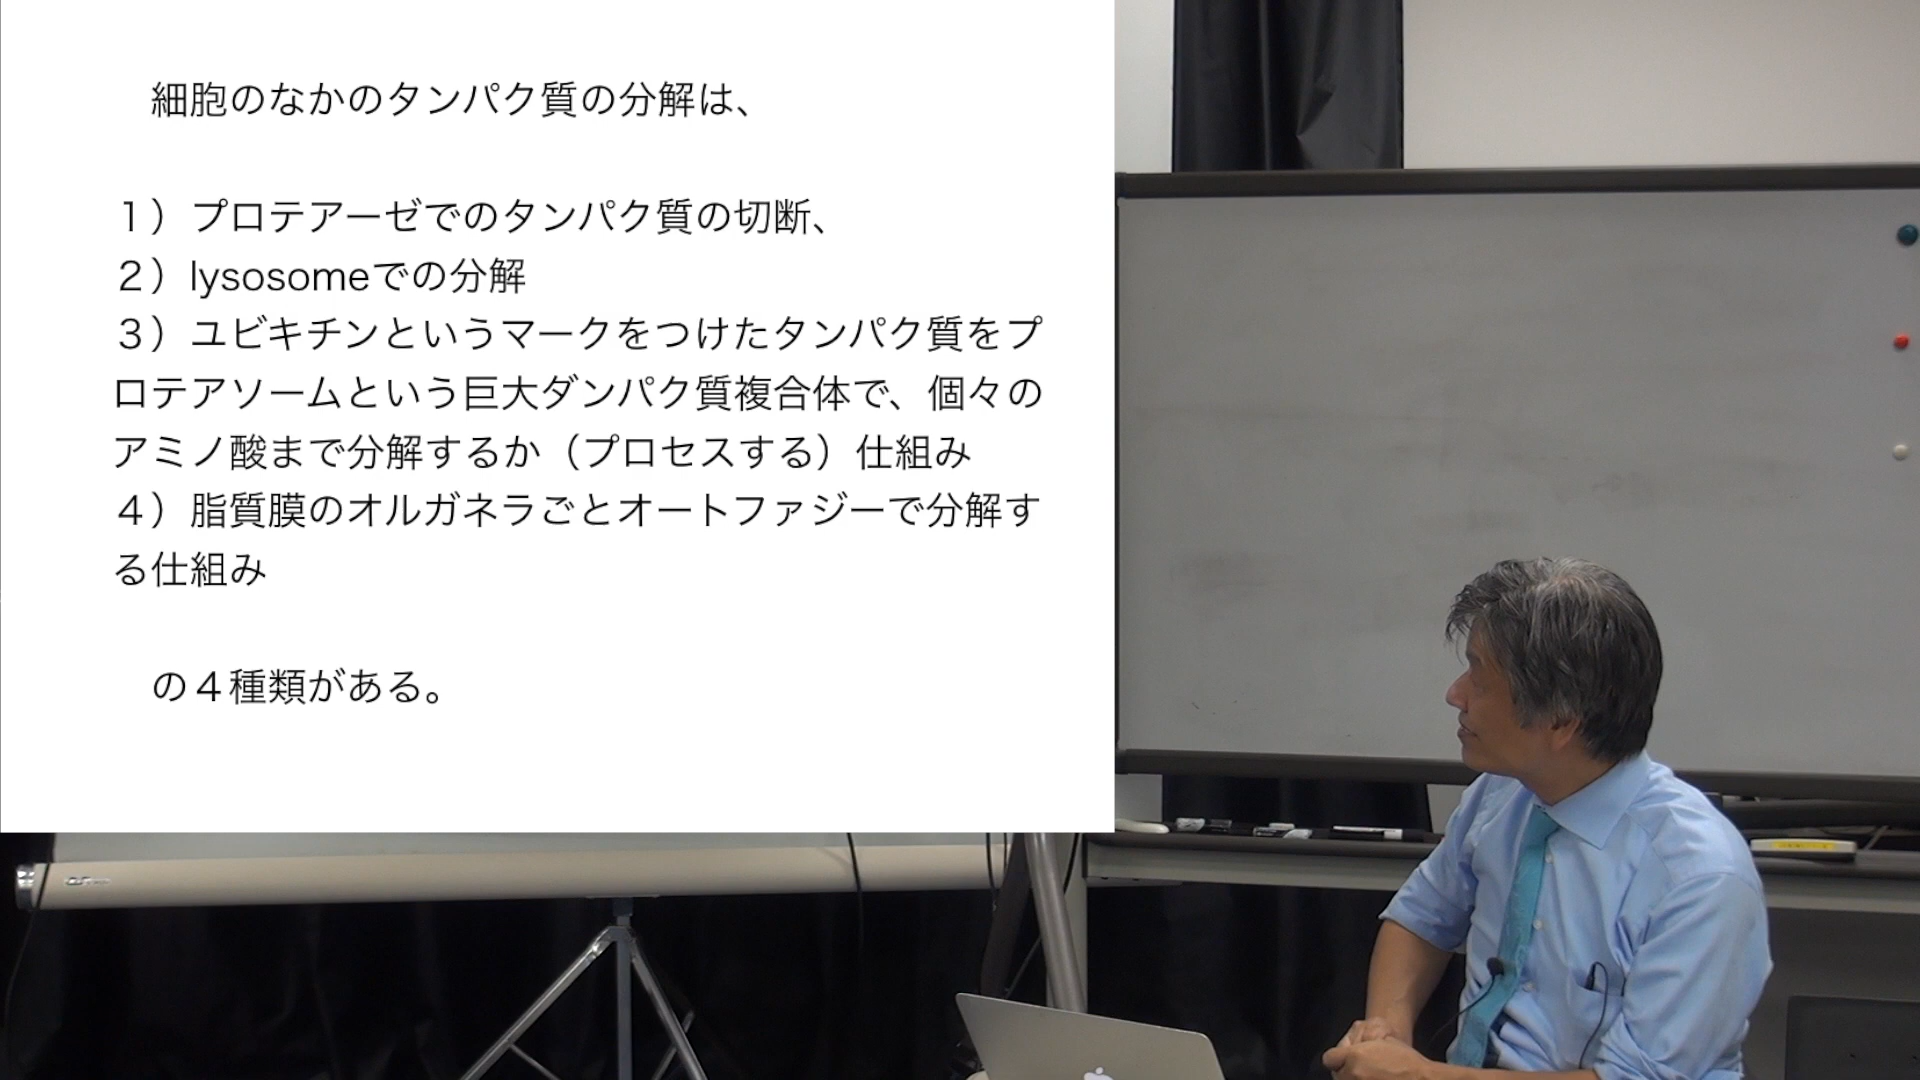 細胞のなかのタンパク質の分解は、
１）プロテアーゼでのタンパク質の切断、
２）lysosomeでの分解
３）ユビキチンというマークをつけたタンパク質をプ
ロテアソームという巨大ダンパク質複合体で、個々の
アミノ酸まで分解するか（プロセスする）仕組み
４）脂質膜のオルガネラごとオートファジーで分解す
る仕組み
の４種類がある。